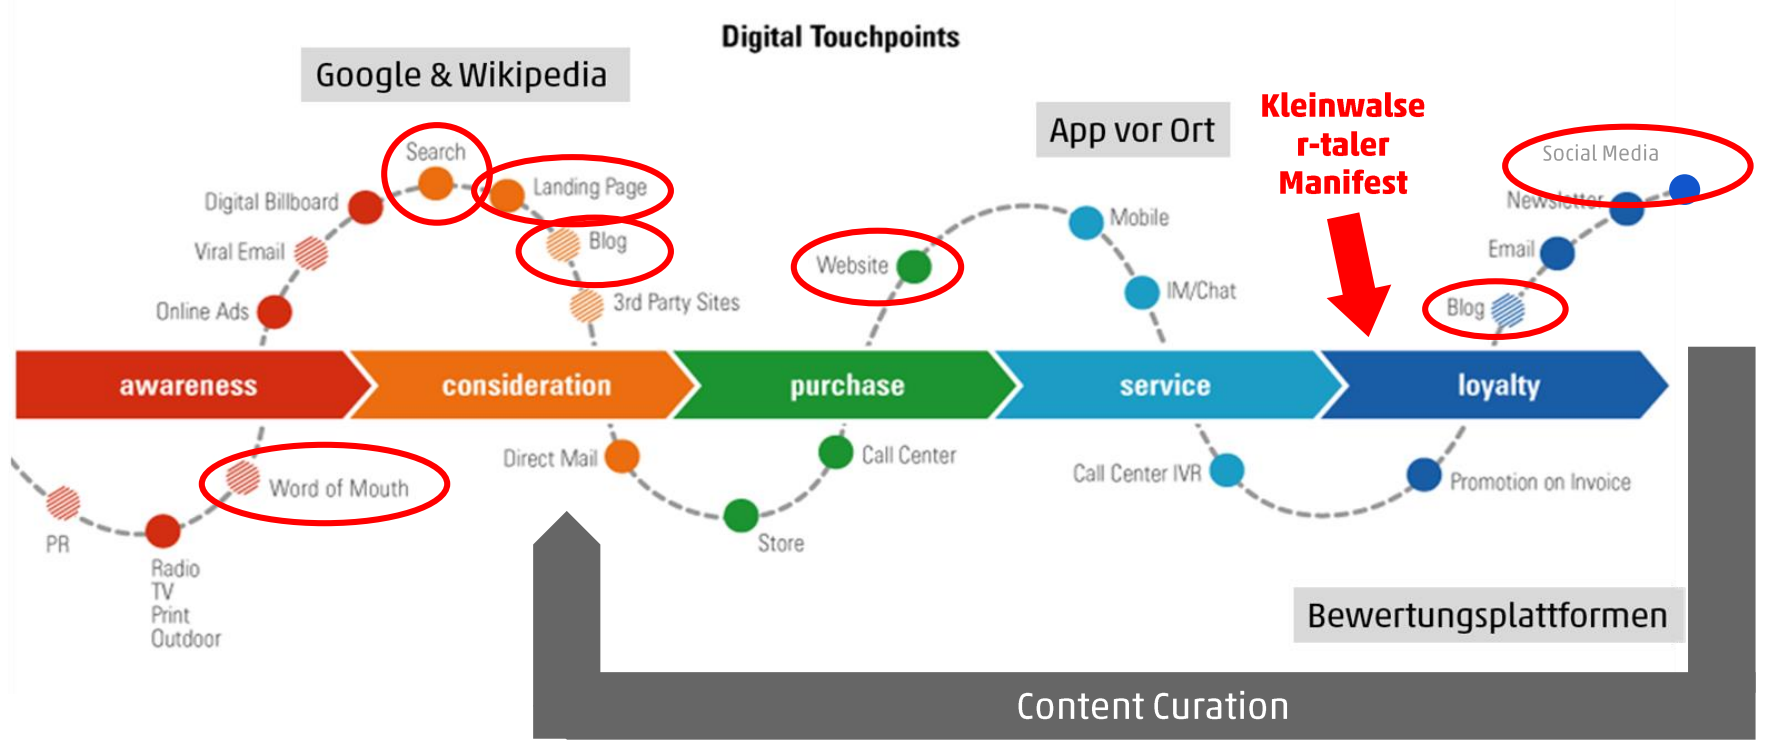 Digital Touchpoints
Google & Wikipedia
App vor Ort
Kleinwalse
r-taler
Manifest
Search
Landing Page
Digital Billboard
Blog
Viral Email
3rd Party Sites
Online Ads
Website
Mobile
IM/Chat
Social Media
Newsletter
Email
Blog
awareness
consideration
purchase
service
loyalty
Word of Mouth
PR
Radio
TV
Print
Outdoor
Direct Mail
Call Center
Store
Call Center IVR
Promotion on Invoice
Bewertungsplattformen
Content Curation